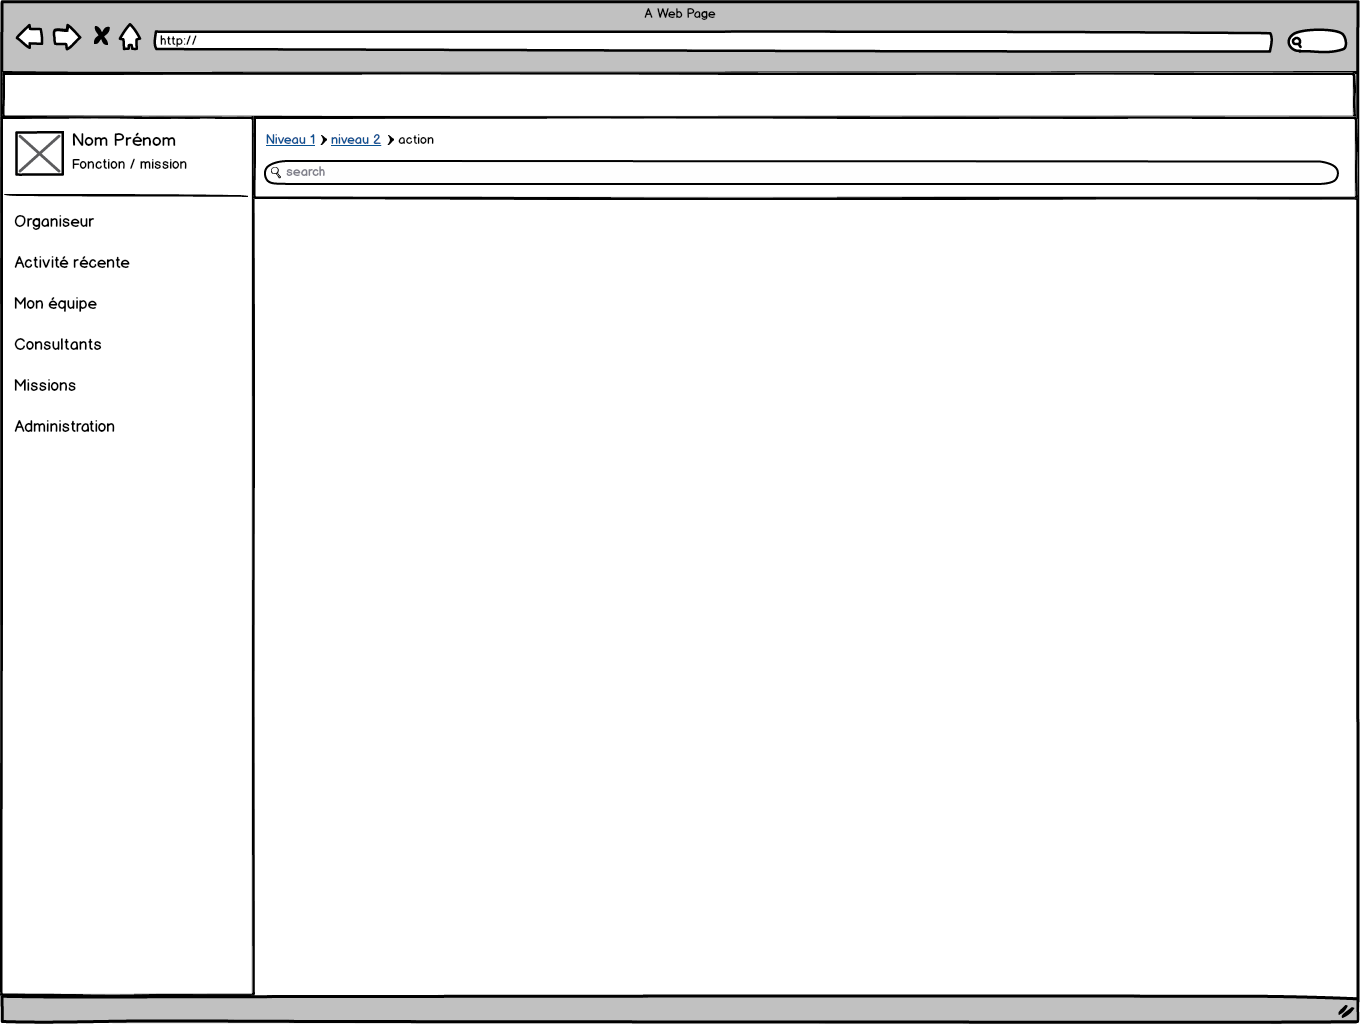 A Web Page
http://
Nom Prénom
Fonction / mission
Niveau 1 niveau 2 action
search
Organiseur
Activité récente
Mon équipe
Consultants
Missions
Administration